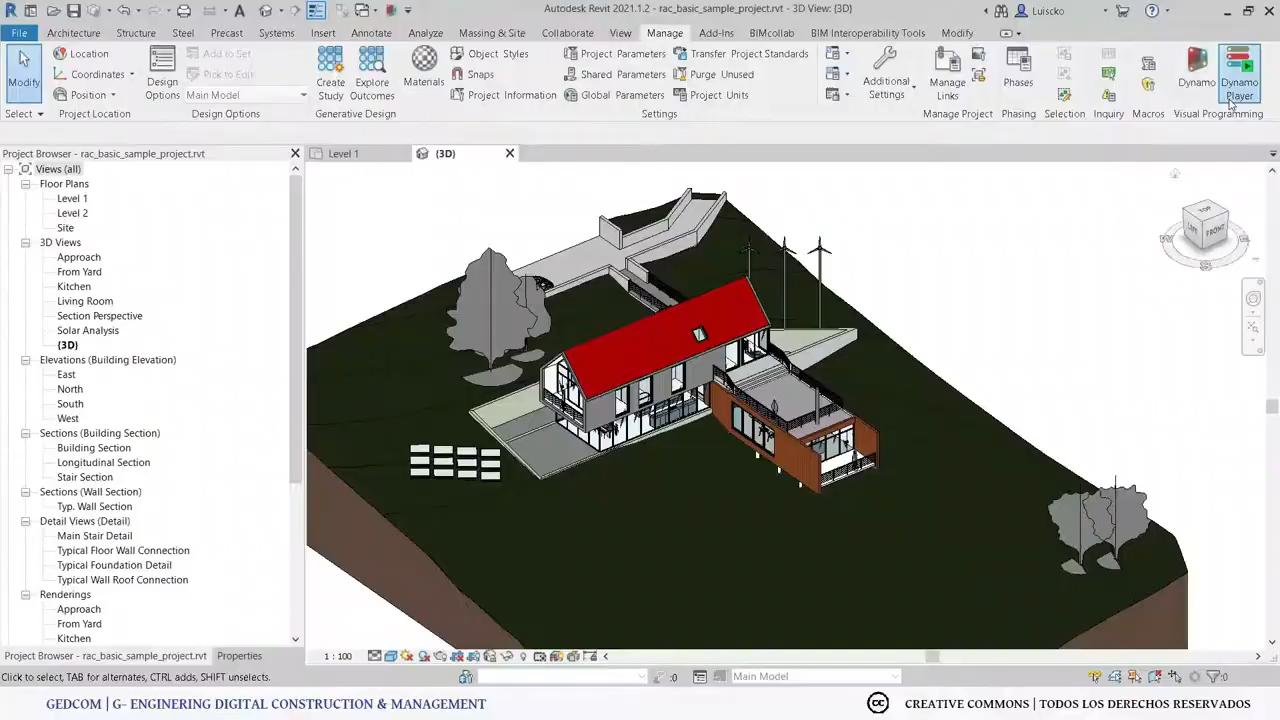 Autodesk Revit 2021.1.2 - rac_basic_sample_project.rvt - 3D View: {3D}
Luiscko
File Architecture Structure Steel Precast Systems Insert Annotate Analyze Massing & Site Collaborate View Manage Add-Ins BIMcollab BIM Interoperability Tools Modify
Modify
Select
Location
Coordinates
Position
Project Location
Design Options
Add to Set
Pick to Edit
Main Model
Design Options
Create Study
Explore Outcomes
Generative Design
Materials
Object Styles
Snaps
Project Information
Project Parameters
Shared Parameters
Global Parameters
Transfer Project Standards
Purge Unused
Project Units
Settings
Additional Settings
Manage Links
Manage Project
Phases
Phasing
Selection
Inquiry
Macros
Dynamo
Dynamo Player
Visual Programming
Project Browser - rac_basic_sample_project.rvt
Level 1
{3D}
Views (all)
Floor Plans
Level 1
Level 2
Site
3D Views
Approach
From Yard
Kitchen
Living Room
Section Perspective
Solar Analysis
{3D}
Elevations (Building Elevation)
East
North
South
West
Sections (Building Section)
Building Section
Longitudinal Section
Stair Section
Sections (Wall Section)
Typ. Wall Section
Detail Views (Detail)
Main Stair Detail
Typical Floor Wall Connection
Typical Foundation Detail
Typical Wall Roof Connection
Renderings
Approach
From Yard
Kitchen
TOP
FRONT
Project Browser - rac_basic_sample_project.rvt Properties
1 : 100
Click to select, TAB for alternates, CTRL adds, SHIFT unselects.
:0
Main Model
:0
GEDCOM | G- ENGINERING DIGITAL CONSTRUCTION & MANAGEMENT
cc CREATIVE COMMONS | TODOS LOS DERECHOS RESERVADOS